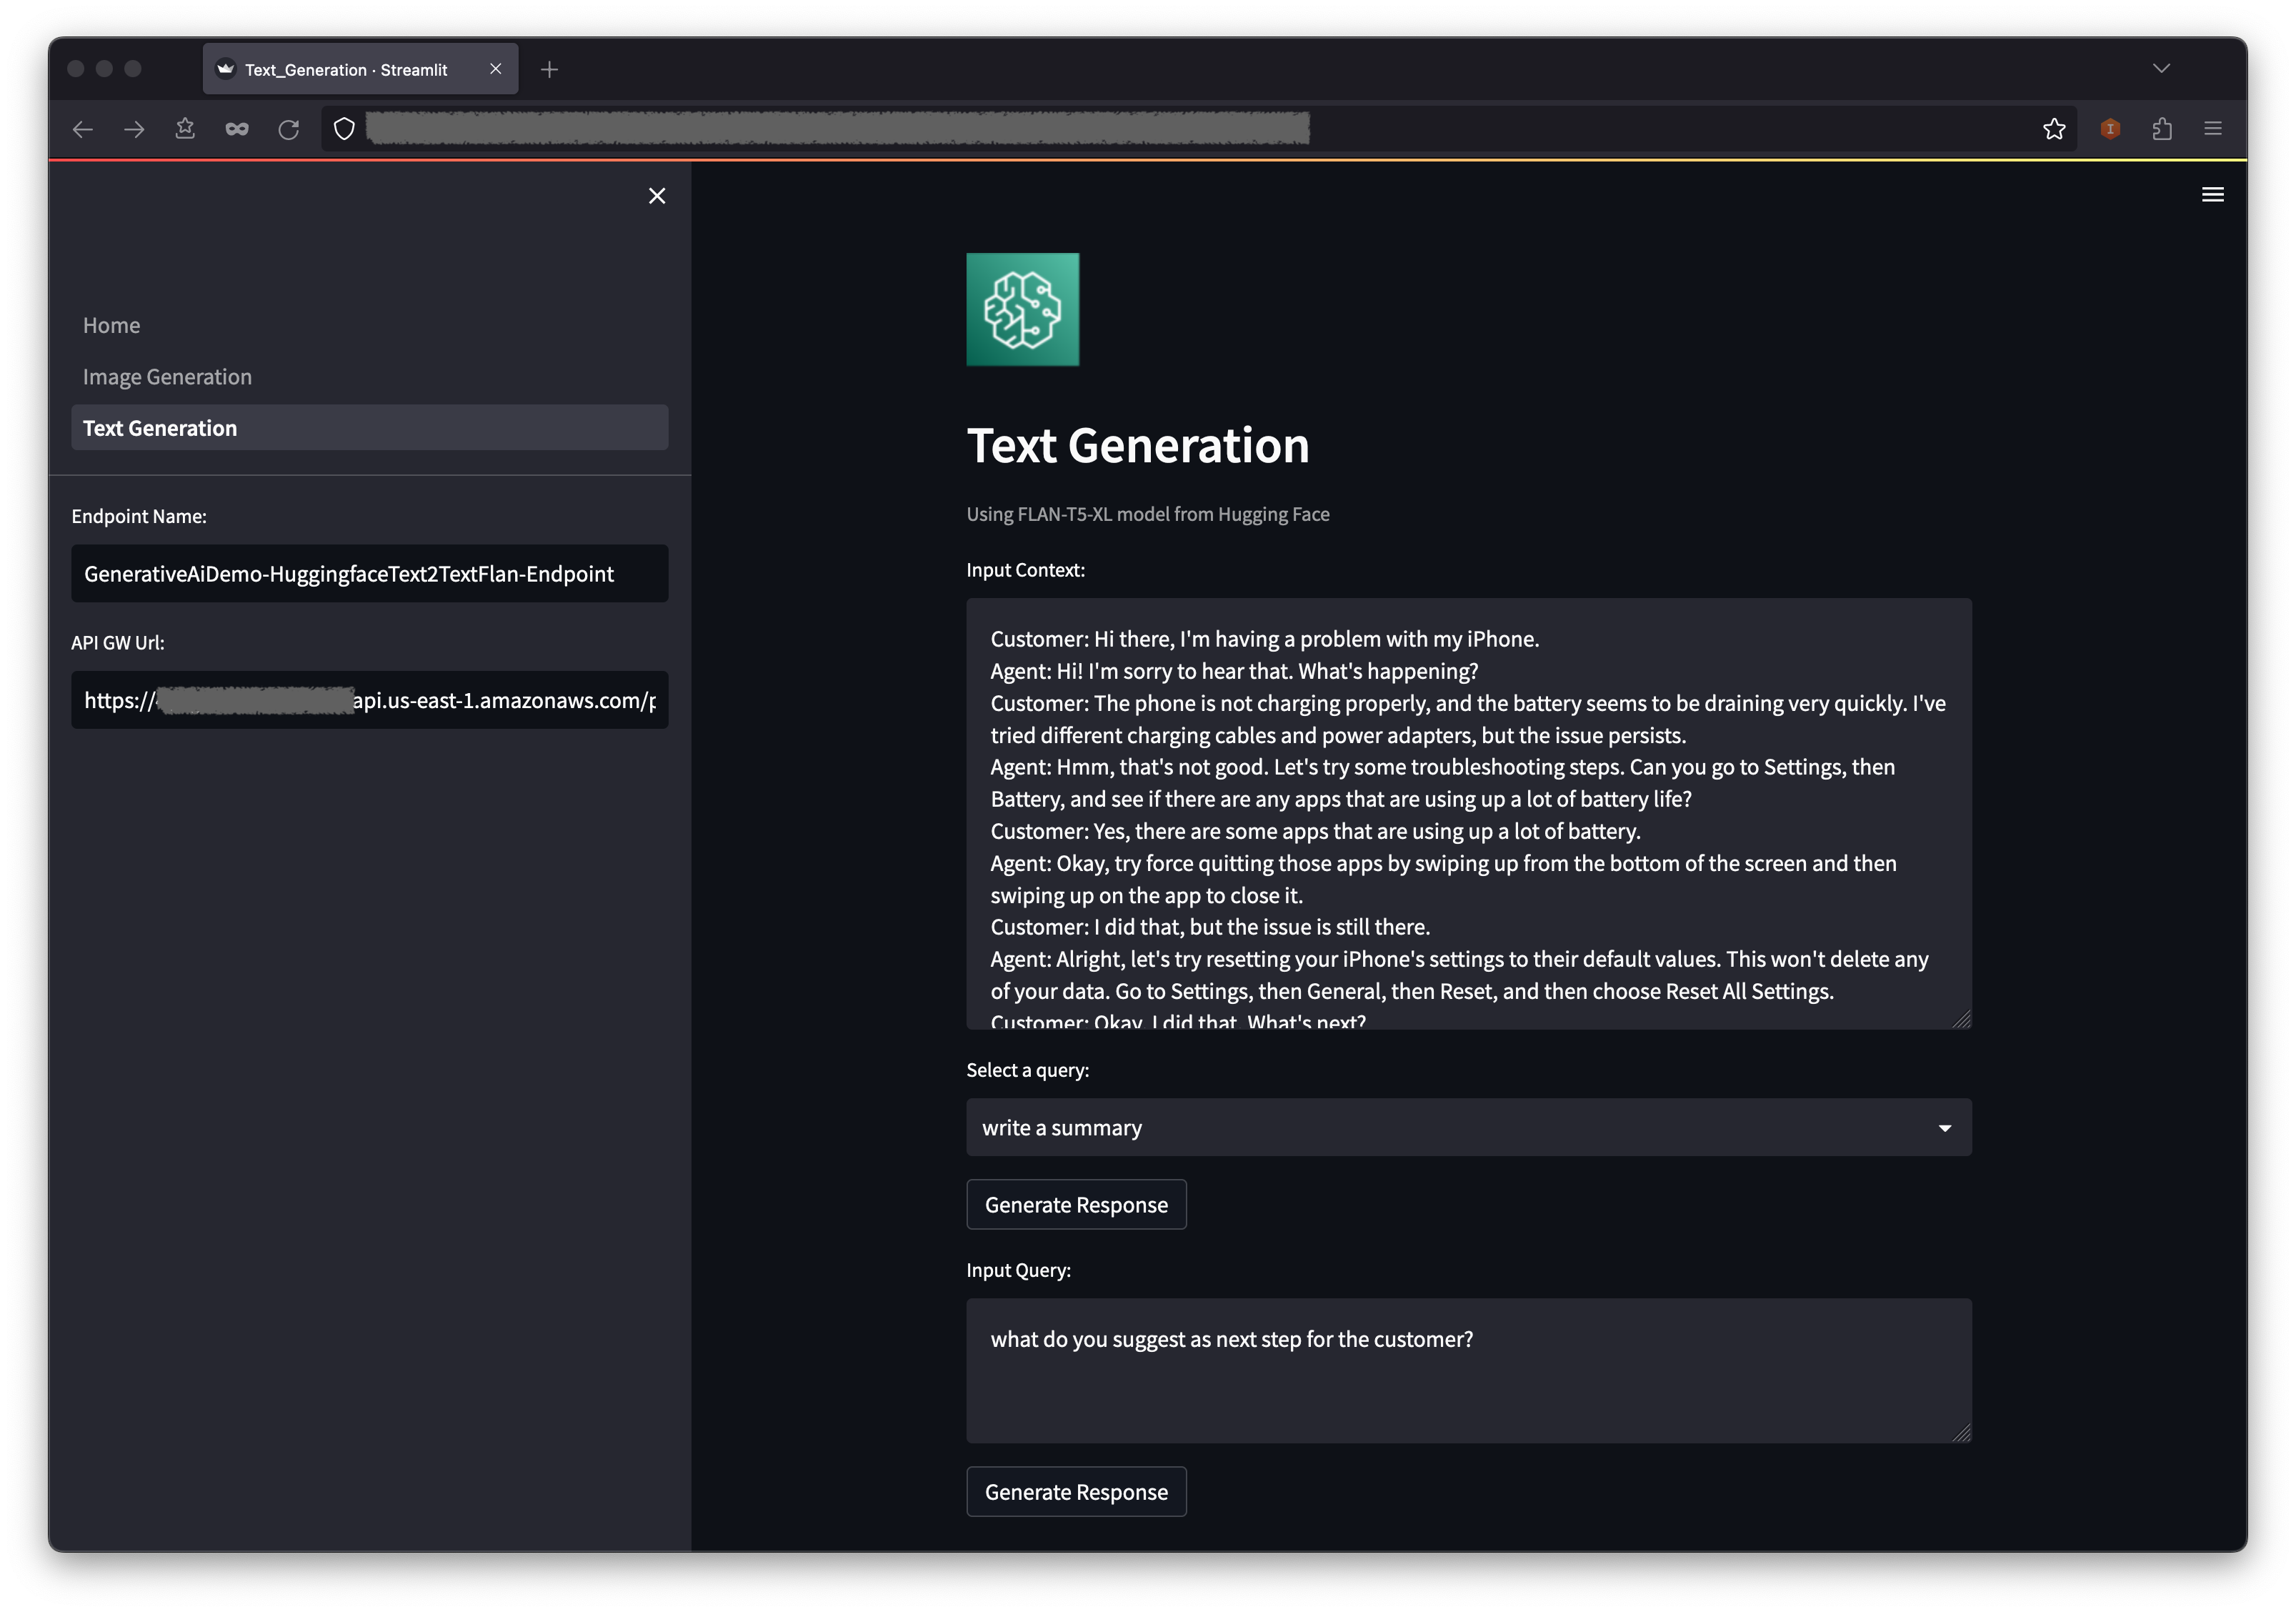 Text_Generation · Streamlit
Home
Image Generation
Text Generation
Endpoint Name:
GenerativeAiDemo-HuggingfaceText2TextFlan-Endpoint
API GW Url:
https:// api.us-east-1.amazonaws.com/p
Text Generation
Using FLAN-T5-XL model from Hugging Face
Input Context:
Customer: Hi there, I'm having a problem with my iPhone.
Agent: Hi! I'm sorry to hear that. What's happening?
Customer: The phone is not charging properly, and the battery seems to be draining very quickly. I've
tried different charging cables and power adapters, but the issue persists.
Agent: Hmm, that's not good. Let's try some troubleshooting steps. Can you go to Settings, then
Battery, and see if there are any apps that are using up a lot of battery life?
Customer: Yes, there are some apps that are using up a lot of battery.
Agent: Okay, try force quitting those apps by swiping up from the bottom of the screen and then
swiping up on the app to close it.
Customer: I did that, but the issue is still there.
Agent: Alright, let's try resetting your iPhone's settings to their default values. This won't delete any
of your data. Go to Settings, then General, then Reset, and then choose Reset All Settings.
Customer: Okay, I did that. What's next?
Select a query:
write a summary
Generate Response
Input Query:
what do you suggest as next step for the customer?
Generate Response